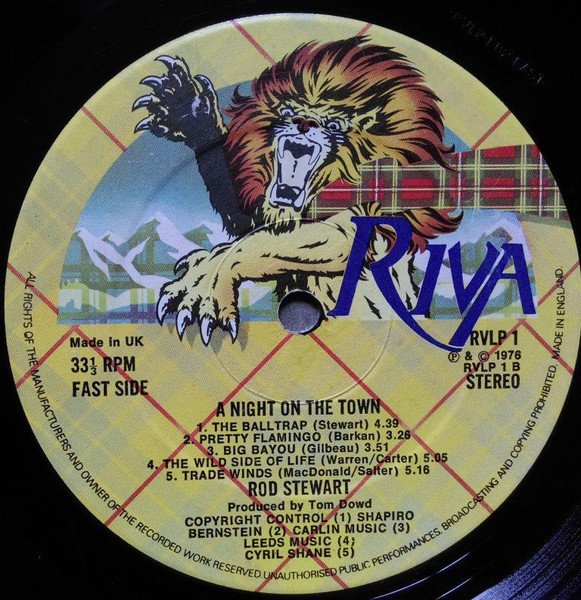 RIVA
Made in UK
33 1/3 RPM
FAST SIDE
RVLP 1
Ⓟ & © 1976
RVLP 1 B
STEREO
A NIGHT ON THE TOWN
1. THE BALLTRAP (Stewart) 4.39
2. PRETTY FLAMINGO (Barkan) 3.26
3. BIG BAYOU (Gilbeau) 3.51
4. THE WILD SIDE OF LIFE (Warren/Carter) 5.05
5. TRADE WINDS (MacDonald/Salter) 5.16
ROD STEWART
Produced by Tom Dowd
COPYRIGHT CONTROL (1) SHAPIRO
BERNSTEIN (2) CARLIN MUSIC (3)
LEEDS MUSIC (4)
CYRIL SHANE (5)
ALL RIGHTS OF THE MANUFACTURERS AND OWNER OF THE RECORDED WORK RESERVED. UNAUTHORISED PUBLIC PERFORMANCES, BROADCASTING AND COPYING PROHIBITED. MADE IN ENGLAND